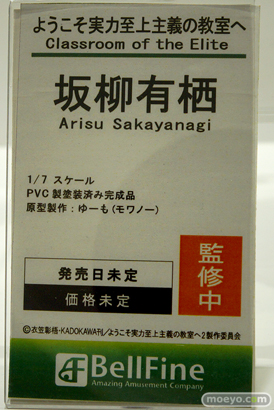 ようこそ実力至上主義の教室へ
Classroom of the Elite
坂柳有栖
Arisu Sakayanagi
1/7 スケール
PVC製塗装済み完成品
原型製作：ゆーも(モワノー)
発売日未定
価格未定
監修中
©衣笠彰梧・KADOKAWA刊/ようこそ実力至上主義の教室へ2製作委員会
BellFine
Amazing Amusement Company
moeyo.com